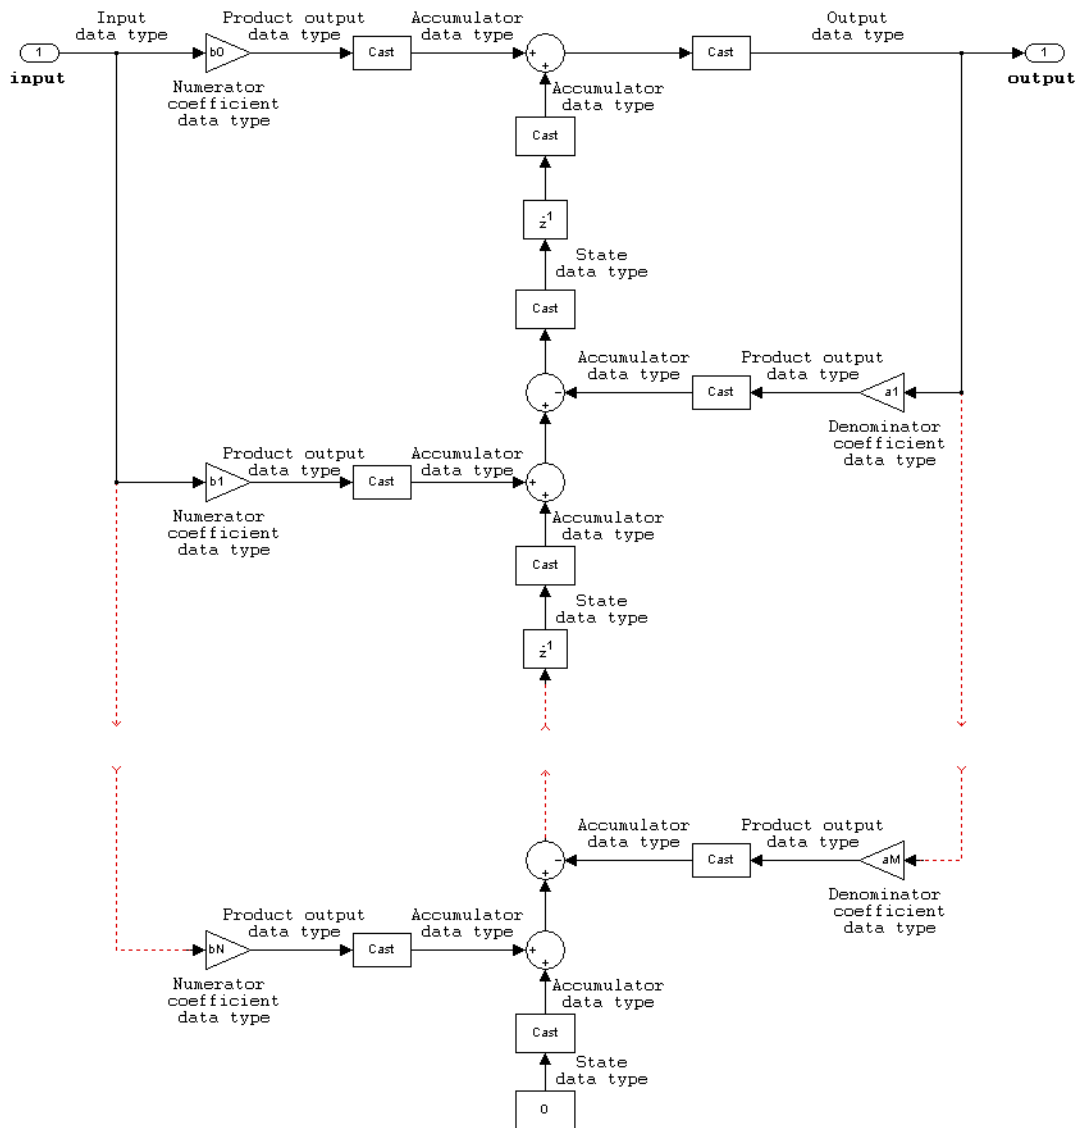 Input
data type
Product output
data type
Accumulator
data type
Output
data type
1
input
b0
Cast
+
+
Cast
1
output
Numerator
coefficient
data type
Accumulator
data type
Cast
z-1
State
data type
Cast
Accumulator
data type
Product output
data type
-
+
Cast
a1
Denominator
coefficient
data type
Product output
data type
Accumulator
data type
b1
Cast
+
+
Numerator
coefficient
data type
Accumulator
data type
Cast
State
data type
z-1
Accumulator
data type
Product output
data type
-
+
Cast
aM
Denominator
coefficient
data type
Product output
data type
Accumulator
data type
bN
Cast
+
+
Numerator
coefficient
data type
Accumulator
data type
Cast
State
data type
0